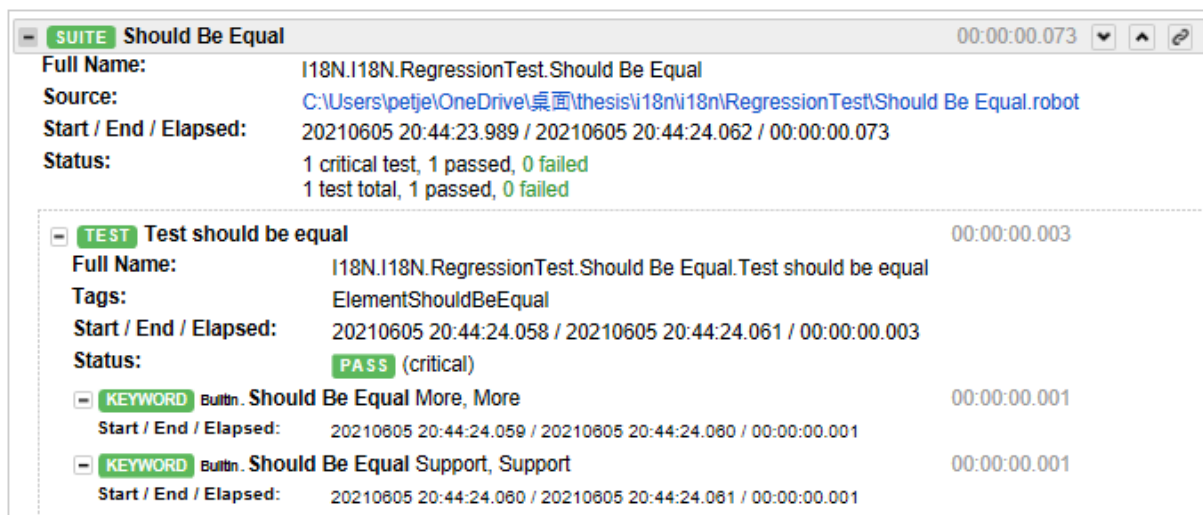 SUITE Should Be Equal 00:00:00.073
Full Name: I18N.I18N.RegressionTest.Should Be Equal
Source: C:\Users\petje\OneDrive\桌面\thesis\i18n\i18n\RegressionTest\Should Be Equal.robot
Start / End / Elapsed: 20210605 20:44:23.989 / 20210605 20:44:24.062 / 00:00:00.073
Status: 1 critical test, 1 passed, 0 failed
1 test total, 1 passed, 0 failed
TEST Test should be equal 00:00:00.003
Full Name: I18N.I18N.RegressionTest.Should Be Equal.Test should be equal
Tags: ElementShouldBeEqual
Start / End / Elapsed: 20210605 20:44:24.058 / 20210605 20:44:24.061 / 00:00:00.003
Status: PASS (critical)
KEYWORD BuiltIn. Should Be Equal More, More 00:00:00.001
Start / End / Elapsed: 20210605 20:44:24.059 / 20210605 20:44:24.060 / 00:00:00.001
KEYWORD BuiltIn. Should Be Equal Support, Support 00:00:00.001
Start / End / Elapsed: 20210605 20:44:24.060 / 20210605 20:44:24.061 / 00:00:00.001